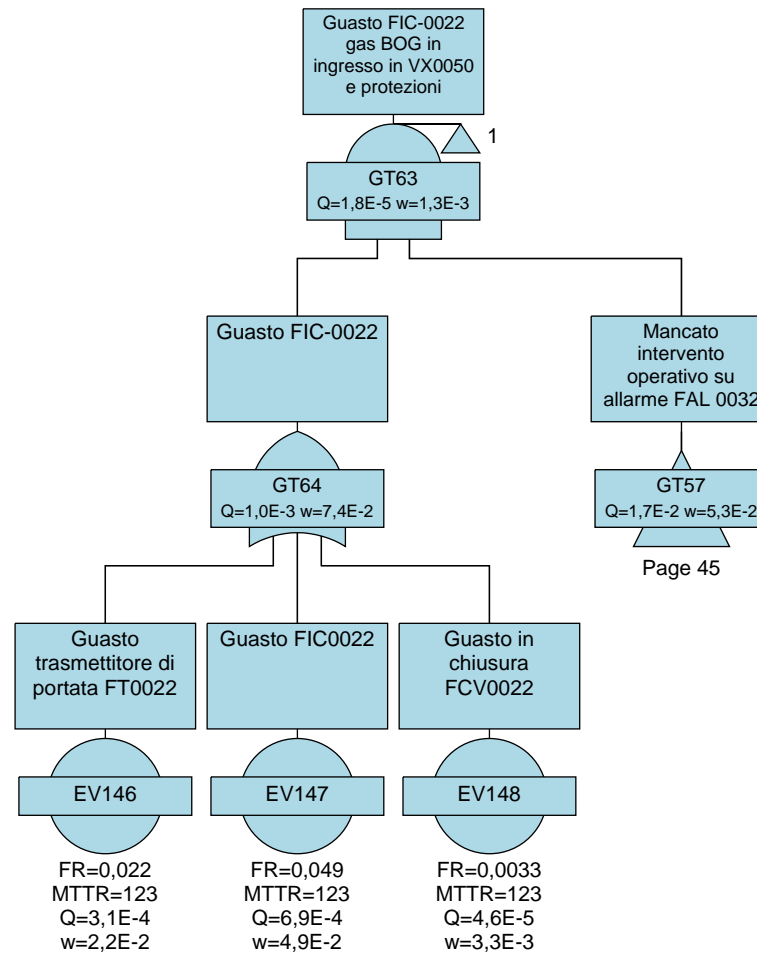 Guasto FIC-0022
gas BOG in
ingresso in VX0050
e protezioni
1
GT63
Q=1,8E-5 w=1,3E-3
Guasto FIC-0022
Mancato
intervento
operativo su
allarme FAL 0032
GT64
Q=1,0E-3 w=7,4E-2
GT57
Q=1,7E-2 w=5,3E-2
Page 45
Guasto
trasmettitore di
portata FT0022
Guasto FIC0022
Guasto in
chiusura
FCV0022
EV146
EV147
EV148
FR=0,022
MTTR=123
Q=3,1E-4
w=2,2E-2
FR=0,049
MTTR=123
Q=6,9E-4
w=4,9E-2
FR=0,0033
MTTR=123
Q=4,6E-5
w=3,3E-3